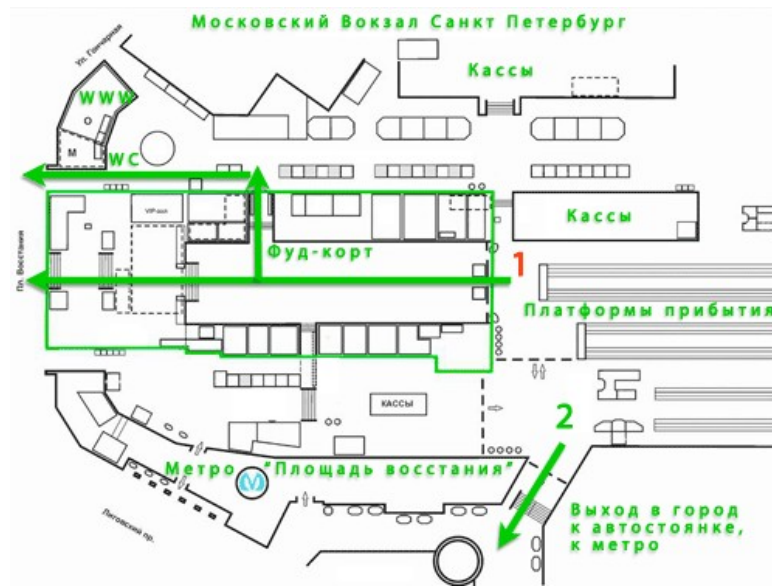 Московский Вокзал Санкт Петербург
Ул. Гончарная
Кассы
WWW
М
WC
VIP-зал
Кассы
Фуд-корт
1
Пл. Восстания
Платформы прибытия
КАССЫ
2
Метро "Площадь восстания"
Лиговский пр.
Выход в город
к автостоянке,
к метро